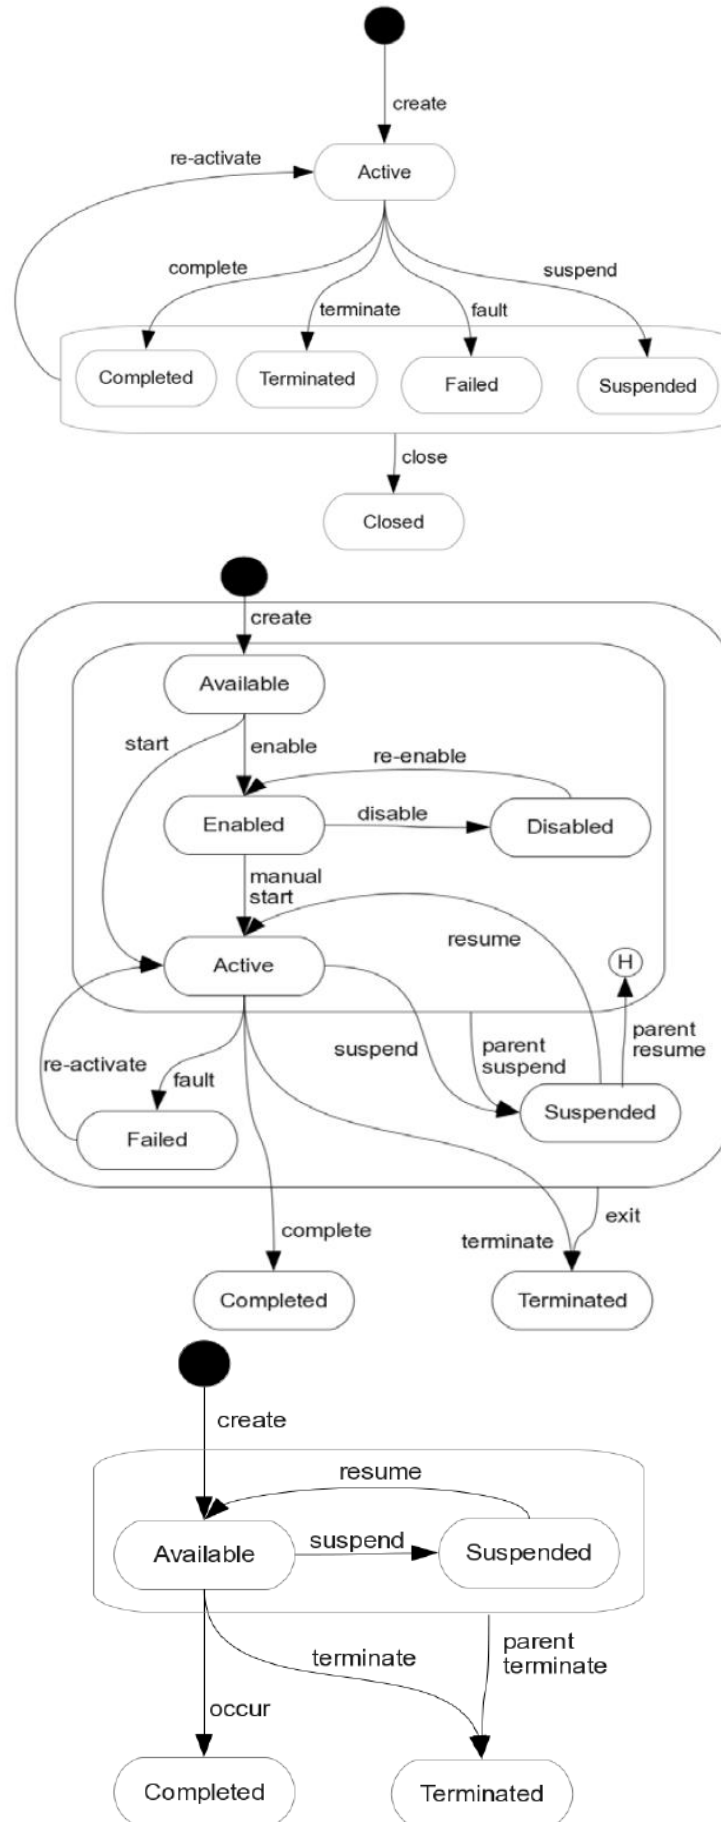 create
re-activate
Active
complete
suspend
terminate
fault
Completed
Terminated
Failed
Suspended
close
Closed
create
Available
start
enable
re-enable
Enabled
disable
Disabled
manual
start
resume
Active
H
suspend
parent
suspend
parent
resume
re-activate
fault
Suspended
Failed
exit
complete
terminate
Completed
Terminated
create
resume
Available
suspend
Suspended
terminate
parent
terminate
occur
Completed
Terminated